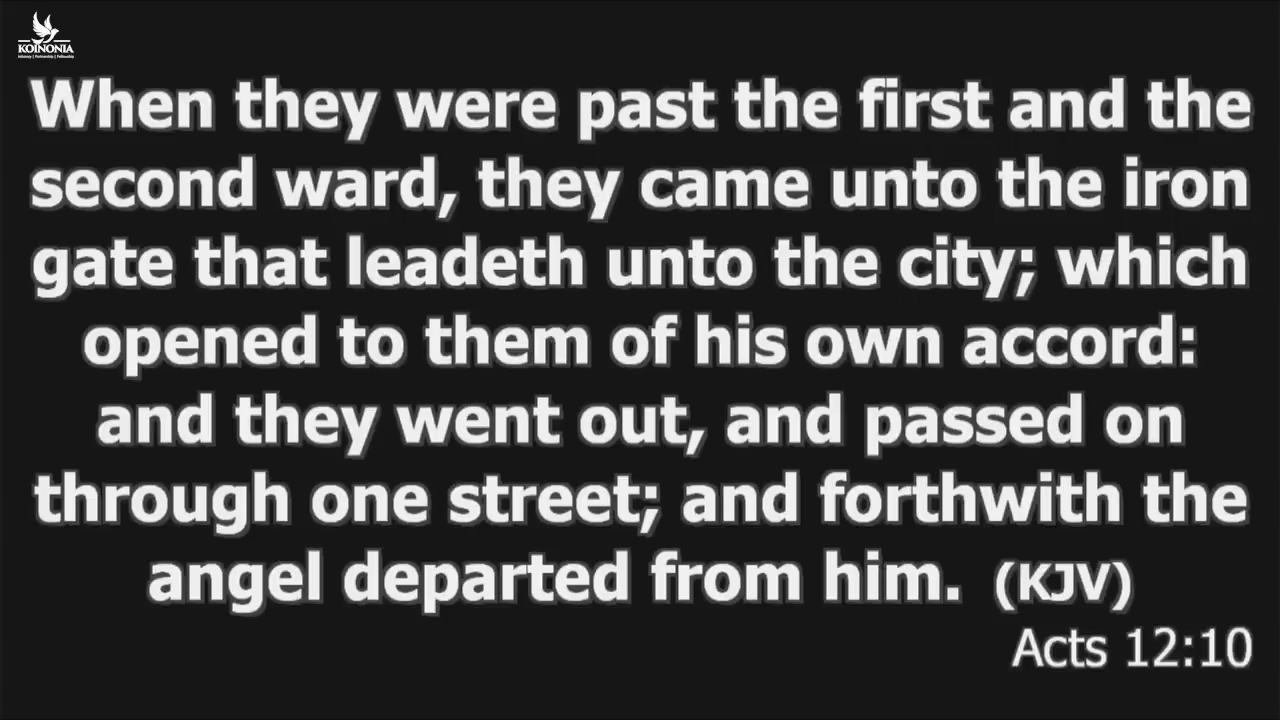 KOINONIA
When they were past the first and the
second ward, they came unto the iron
gate that leadeth unto the city; which
opened to them of his own accord:
and they went out, and passed on
through one street; and forthwith the
angel departed from him. (KJV)
Acts 12:10